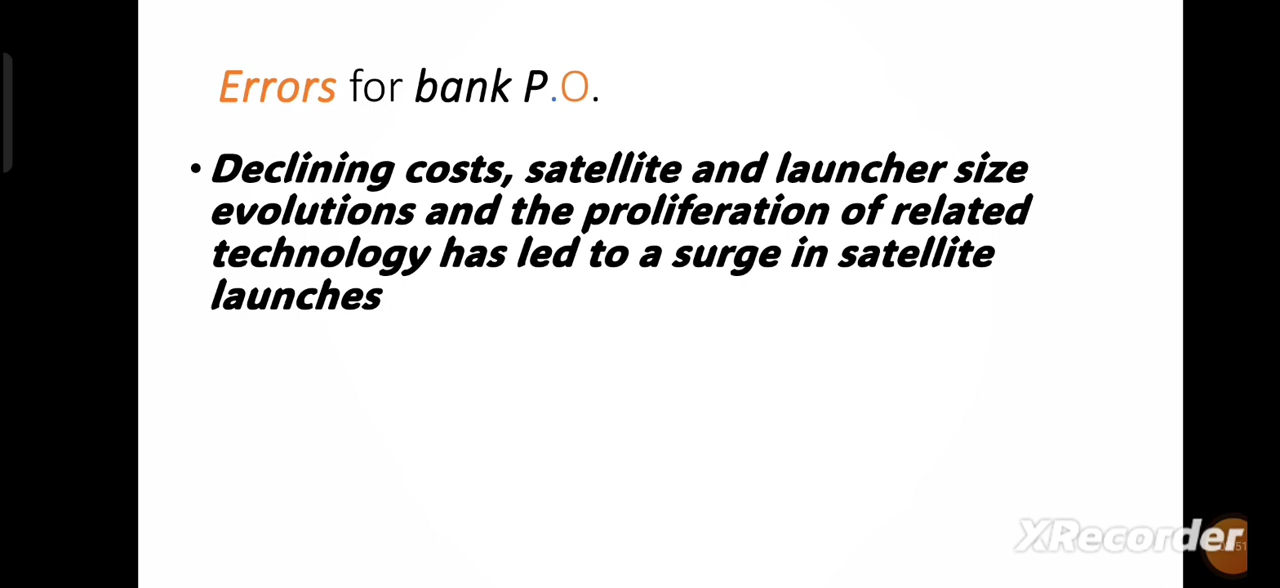 Errors for bank P.O.
• Declining costs, satellite and launcher size
evolutions and the proliferation of related
technology has led to a surge in satellite
launches
XRecorder